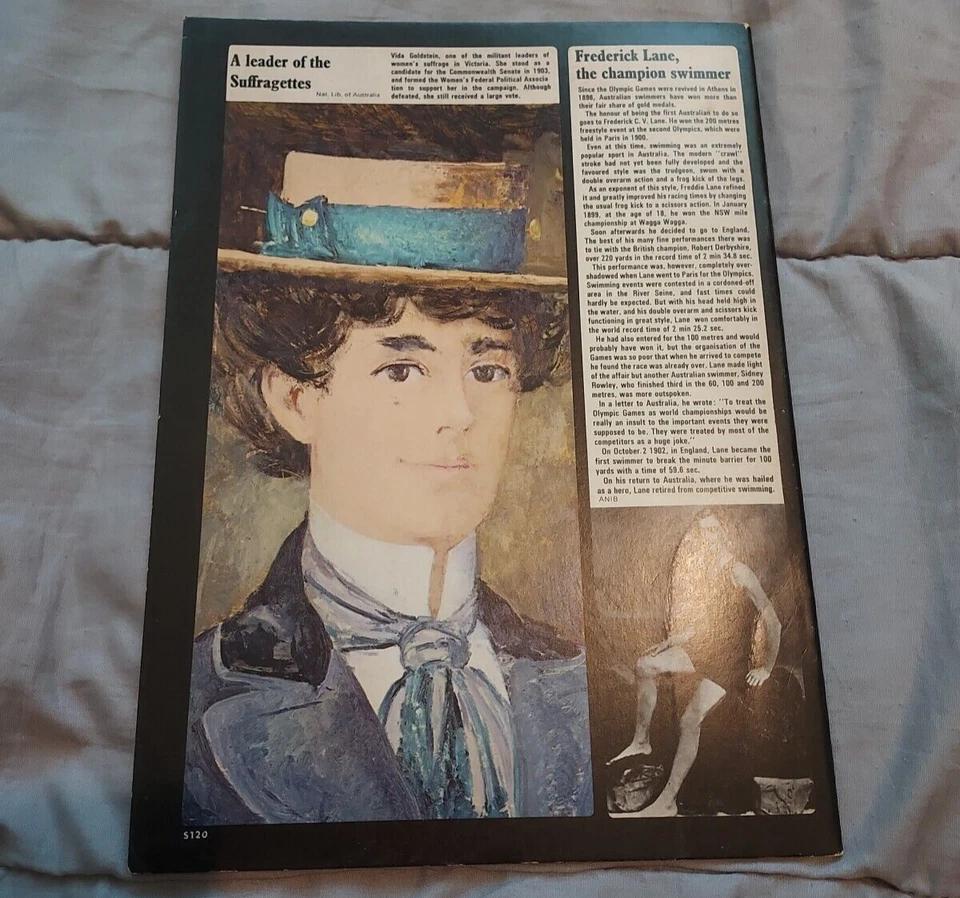 A leader of the
Suffragettes
Nat. Lib. of Australia
Vida Goldstein, one of the militant leaders of
women's suffrage in Victoria. She stood as a
candidate for the Commonwealth Senate in 1903,
and formed the Women's Federal Political Associa
tion to support her in the campaign. Although
defeated, she still received a large vote.
Frederick Lane,
the champion swimmer
Since the Olympic Games were revived in Athens in
1896, Australian swimmers have won more than
their fair share of gold medals.
The honour of being the first Australian to do so
goes to Frederick C. V. Lane. He won the 200 metres
freestyle event at the second Olympics, which were
held in Paris in 1900.
Even at this time, swimming was an extremely
popular sport in Australia. The modern "crawl"
stroke had not yet been fully developed and the
favoured style was the trudgeon, swum with a
double overarm action and a frog kick of the legs.
As an exponent of this style, Freddie Lane refined
it and greatly improved his racing times by changing
the usual frog kick to a scissors action. In January
1899, at the age of 18, he won the NSW mile
championship at Wagga Wagga.
Soon afterwards he decided to go to England.
The best of his many fine performances there was
to tie with the British champion, Robert Derbyshire,
over 220 yards in the record time of 2 min 34.8 sec.
This performance was, however, completely over-
shadowed when Lane went to Paris for the Olympics.
Swimming events were contested in a cordoned-off
area in the River Seine, and fast times could
hardly be expected. But with his head held high in
the water, and his double overarm and scissors kick
functioning in great style, Lane won comfortably in
the world record time of 2 min 25.2 sec.
He had also entered for the 100 metres and would
probably have won it, but the organisation of the
Games was so poor that when he arrived to compete
he found the race was already over. Lane made light
of the affair but another Australian swimmer, Sidney
Rowley, who finished third in the 60, 100 and 200
metres, was more outspoken.
In a letter to Australia, he wrote: "To treat the
Olympic Games as world championships would be
really an insult to the important events they were
supposed to be. They were treated by most of the
competitors as a huge joke."
On October 2 1902, in England, Lane became the
first swimmer to break the minute barrier for 100
yards with a time of 59.6 sec.
On his return to Australia, where he was hailed
as a hero, Lane retired from competitive swimming.
ANIB
S120